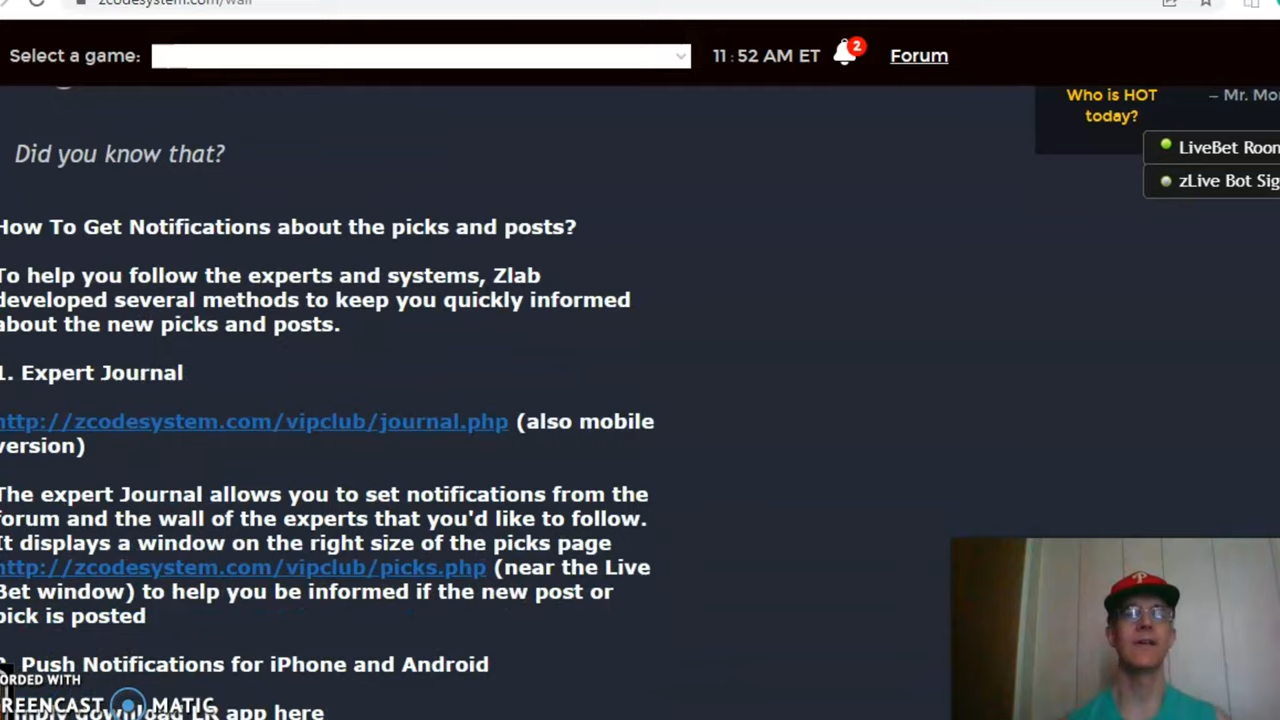 zcodesystem.com/wall
Select a game:
11:52 AM ET
2
Forum
Who is HOT
today?
– Mr. Mo
LiveBet Room
zLive Bot Sig
Did you know that?
How To Get Notifications about the picks and posts?
To help you follow the experts and systems, Zlab
developed several methods to keep you quickly informed
about the new picks and posts.
1. Expert Journal
http://zcodesystem.com/vipclub/journal.php (also mobile
version)
The expert Journal allows you to set notifications from the
forum and the wall of the experts that you'd like to follow.
It displays a window on the right size of the picks page
http://zcodesystem.com/vipclub/picks.php (near the Live
Bet window) to help you be informed if the new post or
pick is posted
. Push Notifications for iPhone and Android
ORDED WITH
REENCAST MATIC
download LR app here
P